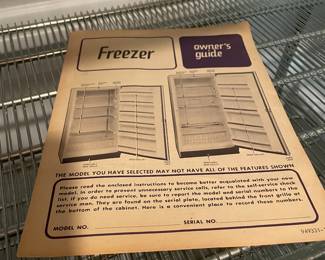 Freezer
owner's
guide
THE MODEL YOU HAVE SELECTED MAY NOT HAVE ALL OF THE FEATURES SHOWN
Please read the enclosed instructions to become better acquainted with your new
model. In order to prevent unnecessary service calls, refer to the self-service check
list. If you do need service, be sure to report the model and serial numbers to the
service man. They are found on the serial plate, located behind the front grille at
the bottom of the cabinet. Here is a convenient place to record these numbers.
MODEL NO.
SERIAL NO.